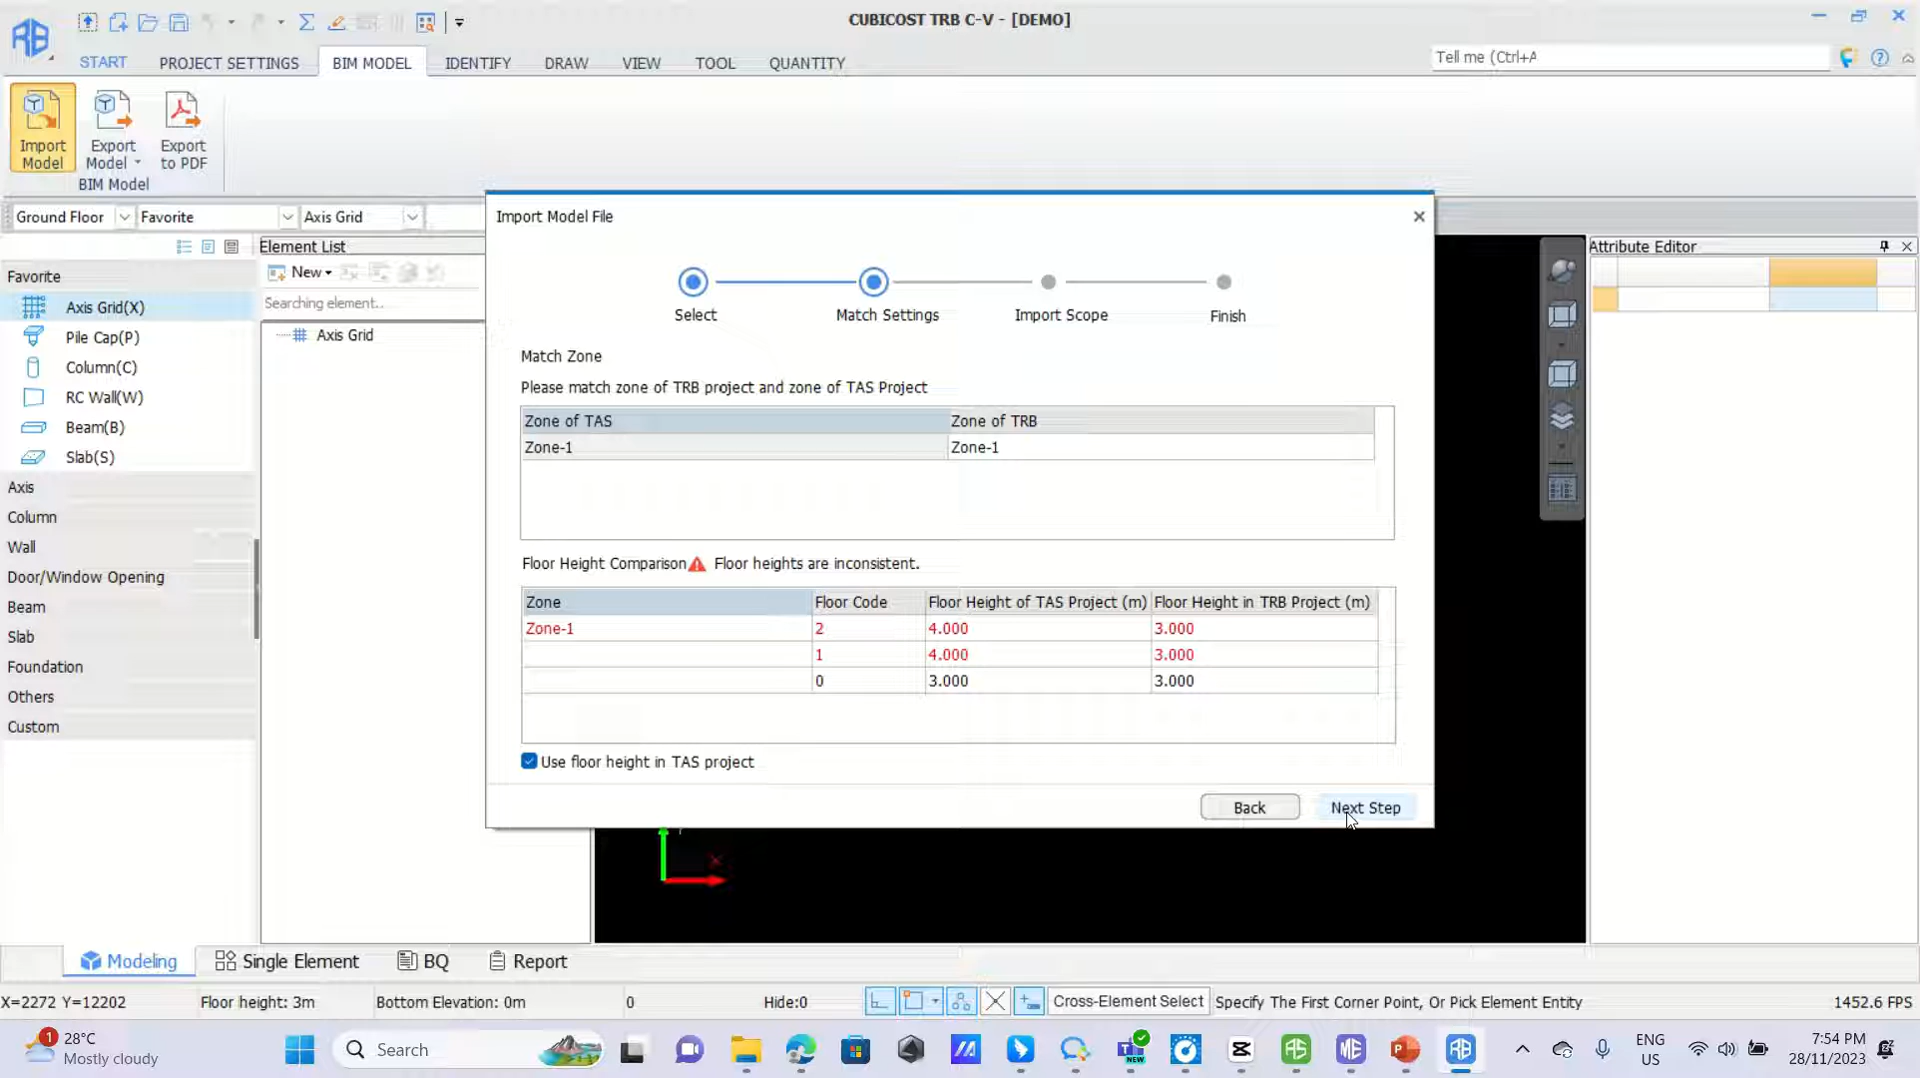 CUBICOST TRB C-V - [DEMO]
START PROJECT SETTINGS BIM MODEL IDENTIFY DRAW VIEW TOOL QUANTITY
Tell me (Ctrl+A
Import Model
Export Model
Export to PDF
BIM Model
Ground Floor Favorite Axis Grid
Favorite
Axis Grid(X)
Pile Cap(P)
Column(C)
RC Wall(W)
Beam(B)
Slab(S)
Axis
Column
Wall
Door/Window Opening
Beam
Slab
Foundation
Others
Custom
Element List
New
Searching element..
Axis Grid
Import Model File
Select Match Settings Import Scope Finish
Match Zone
Please match zone of TRB project and zone of TAS Project
Zone of TAS Zone of TRB
Zone-1 Zone-1
Floor Height Comparison Floor heights are inconsistent.
Zone Floor Code Floor Height of TAS Project (m) Floor Height in TRB Project (m)
Zone-1 2 4.000 3.000
1 4.000 3.000
0 3.000 3.000
Use floor height in TAS project
Back Next Step
Attribute Editor
Modeling Single Element BQ Report
X=2272 Y=12202 Floor height: 3m Bottom Elevation: 0m 0 Hide:0 Cross-Element Select Specify The First Corner Point, Or Pick Element Entity 1452.6 FPS
1
28°C
Mostly cloudy
Search
NEW
ENG
US
7:54 PM
28/11/2023